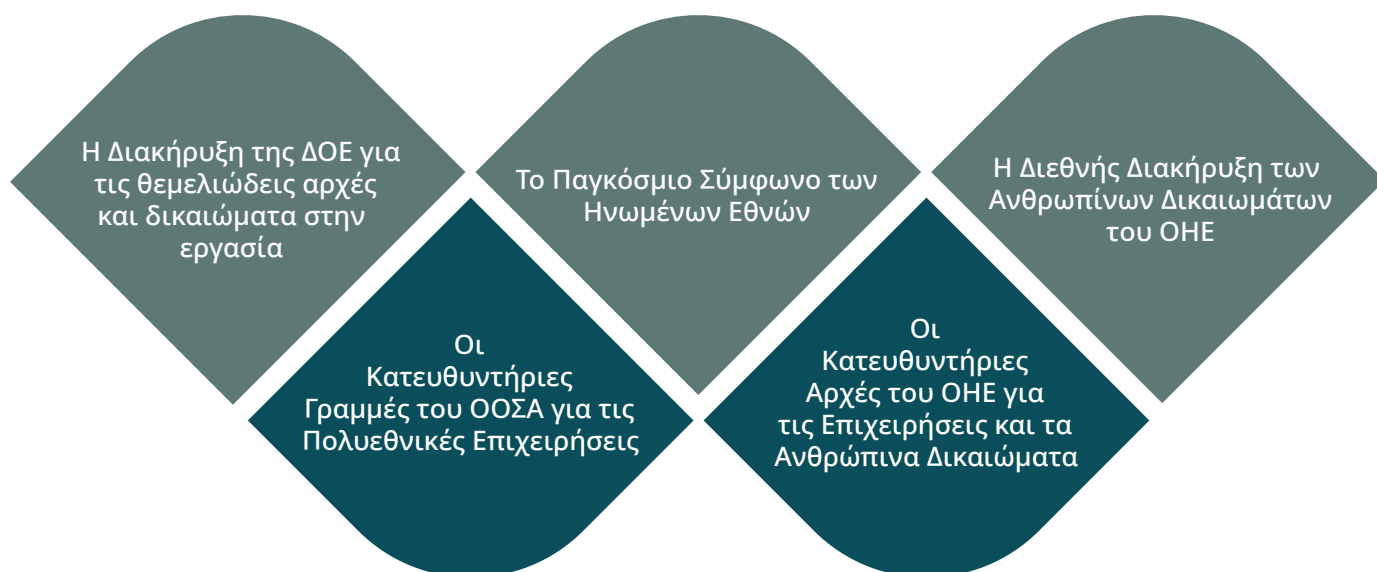 Η Διακήρυξη της ΔΟΕ για
τις θεμελιώδεις αρχές
και δικαιώματα στην
εργασία
Το Παγκόσμιο Σύμφωνο των
Ηνωμένων Εθνών
Η Διεθνής Διακήρυξη των
Ανθρωπίνων Δικαιωμάτων
του ΟΗΕ
Οι
Κατευθυντήριες
Γραμμές του ΟΟΣΑ για τις
Πολυεθνικές Επιχειρήσεις
Οι
Κατευθυντήριες
Αρχές του ΟΗΕ για
τις Επιχειρήσεις και τα
Ανθρώπινα Δικαιώματα